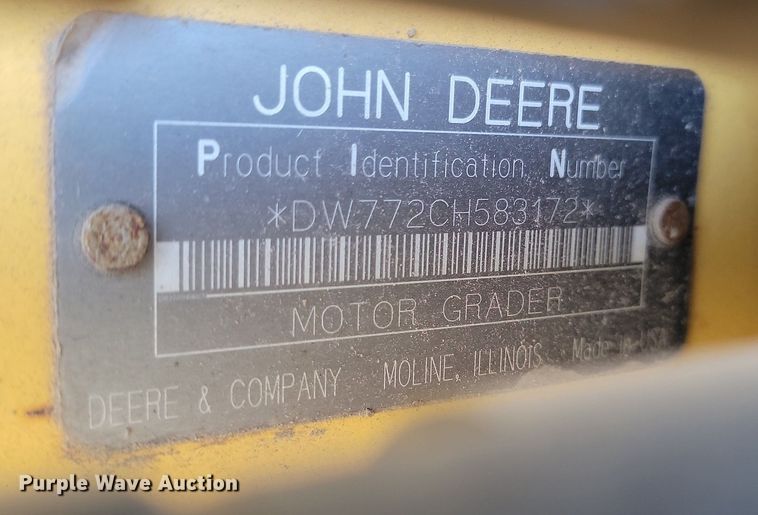 JOHN DEERE
Product Identification Number
*DW772CH583172*
MOTOR GRADER
DEERE & COMPANY MOLINE, ILLINOIS Made in USA
Purple Wave Auction